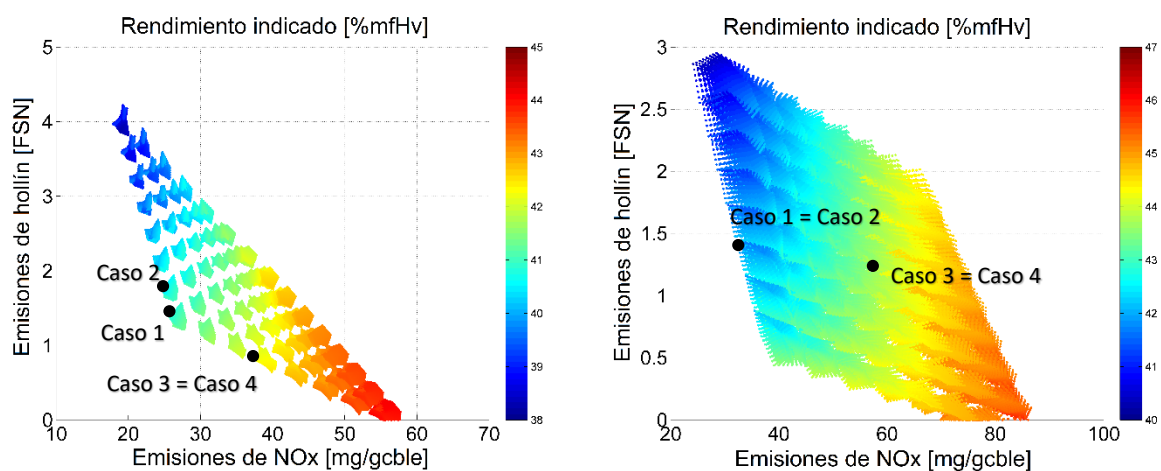 Rendimiento indicado [%mfHv]
5
4
3
2
1
0
Emisiones de hollín [FSN]
10 20 30 40 50 60 70
Emisiones de NOx [mg/gcble]
Caso 2
Caso 1
Caso 3 = Caso 4
45
44
43
42
41
40
39
38
Rendimiento indicado [%mfHv]
3
2.5
2
1.5
1
0.5
0
Emisiones de hollín [FSN]
20 40 60 80 100
Emisiones de NOx [mg/gcble]
Caso 1 = Caso 2
Caso 3 = Caso 4
47
46
45
44
43
42
41
40